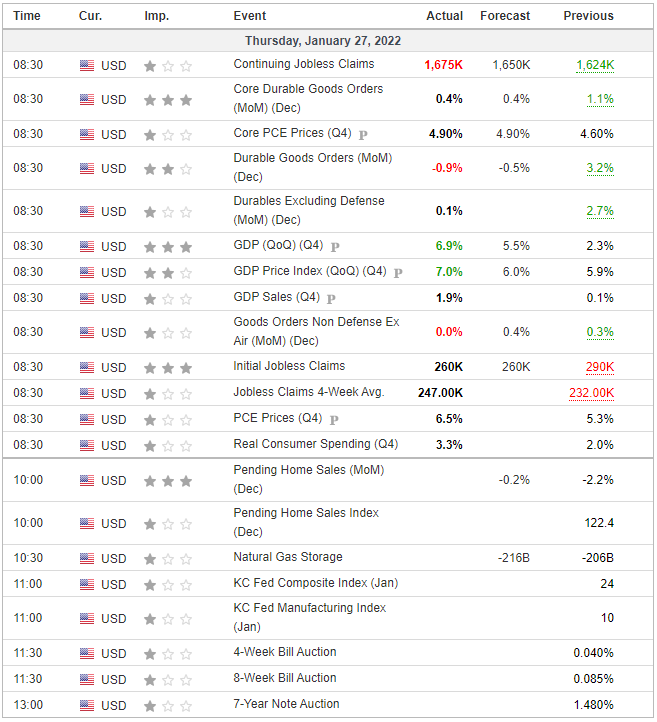 Time Cur. Imp. Event Actual Forecast Previous
Thursday, January 27, 2022
08:30 USD Continuing Jobless Claims 1,675K 1,650K 1,624K
08:30 USD Core Durable Goods Orders (MoM) (Dec) 0.4% 0.4% 1.1%
08:30 USD Core PCE Prices (Q4) P 4.90% 4.90% 4.60%
08:30 USD Durable Goods Orders (MoM) (Dec) -0.9% -0.5% 3.2%
08:30 USD Durables Excluding Defense (MoM) (Dec) 0.1% 2.7%
08:30 USD GDP (QoQ) (Q4) P 6.9% 5.5% 2.3%
08:30 USD GDP Price Index (QoQ) (Q4) P 7.0% 6.0% 5.9%
08:30 USD GDP Sales (Q4) P 1.9% 0.1%
08:30 USD Goods Orders Non Defense Ex Air (MoM) (Dec) 0.0% 0.4% 0.3%
08:30 USD Initial Jobless Claims 260K 260K 290K
08:30 USD Jobless Claims 4-Week Avg. 247.00K 232.00K
08:30 USD PCE Prices (Q4) P 6.5% 5.3%
08:30 USD Real Consumer Spending (Q4) 3.3% 2.0%
10:00 USD Pending Home Sales (MoM) (Dec) -0.2% -2.2%
10:00 USD Pending Home Sales Index (Dec) 122.4
10:30 USD Natural Gas Storage -216B -206B
11:00 USD KC Fed Composite Index (Jan) 24
11:00 USD KC Fed Manufacturing Index (Jan) 10
11:30 USD 4-Week Bill Auction 0.040%
11:30 USD 8-Week Bill Auction 0.085%
13:00 USD 7-Year Note Auction 1.480%